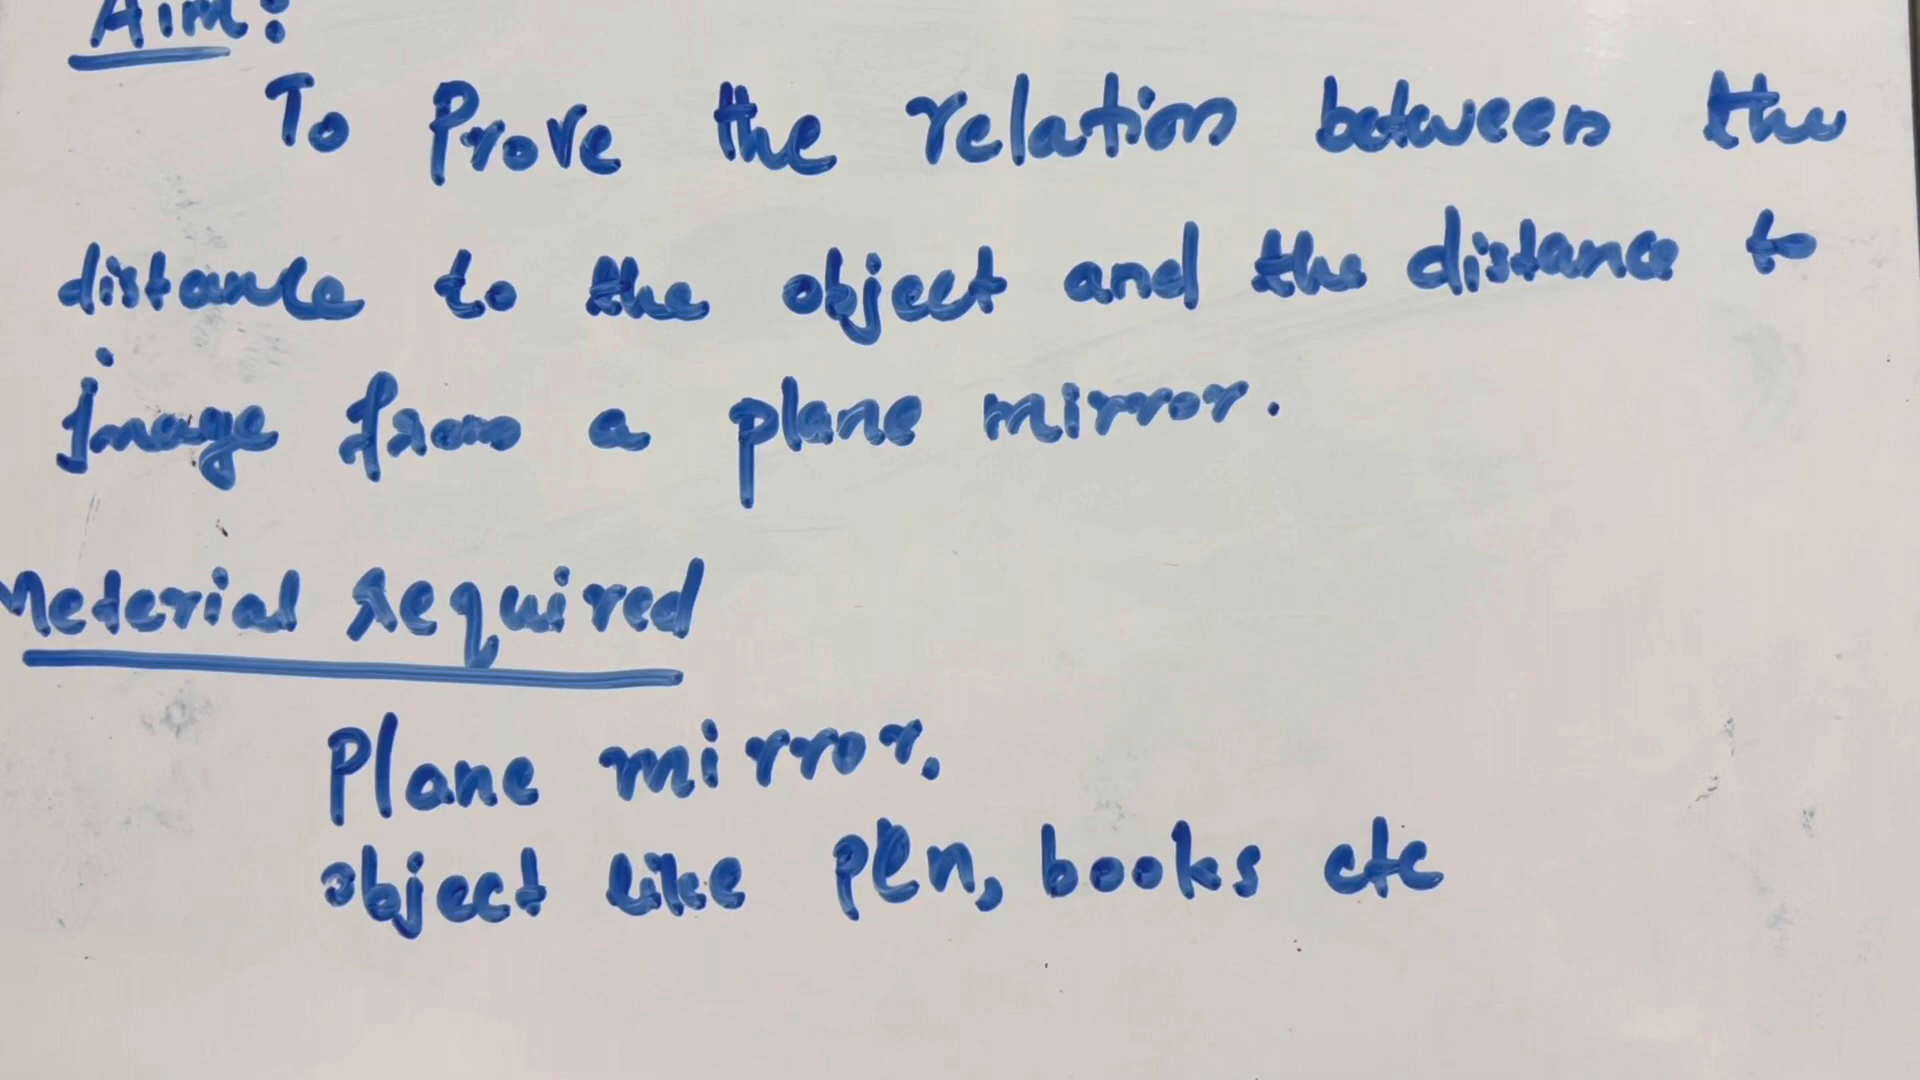 Aim:
To Prove the relation between the
distance to the object and the distance to
image from a plane mirror.
Meterial required
Plane mirror.
object like pen, books etc